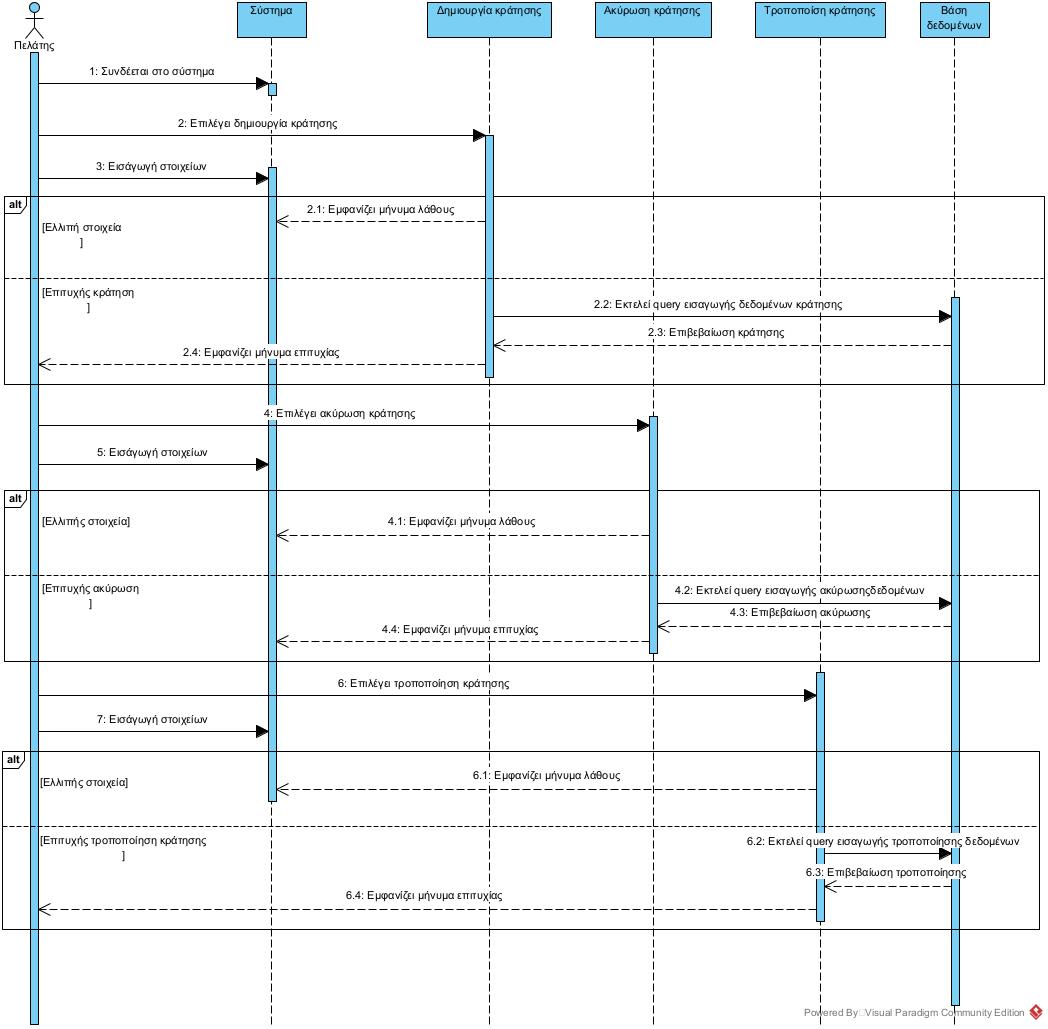 Σύστημα
Δημιουργία κράτησης
Ακύρωση κράτησης
Τροποποίση κράτησης
Βάση
δεδομένων
Πελάτης
1: Συνδέεται στο σύστημα
2: Επιλέγει δημιουργία κράτησης
3: Εισάγωγή στοιχείων
alt
2.1: Εμφανίζει μήνυμα λάθους
[Ελλιπή στοιχεία
]
[Επιτυχής κράτηση
]
2.2: Εκτελεί query εισαγωγής δεδομένων κράτησης
2.3: Επιβεβαίωση κράτησης
2.4: Εμφανίζει μήνυμα επιτυχίας
4: Επιλέγει ακύρωση κράτησης
5: Εισάγωγή στοιχείων
alt
[Ελλιπής στοιχεία]
4.1: Εμφανίζει μήνυμα λάθους
[Επιτυχής ακύρωση
]
4.2: Εκτελεί query εισαγωγής ακύρωσηςδεδομένων
4.3: Επιβεβαίωση ακύρωσης
4.4: Εμφανίζει μήνυμα επιτυχίας
6: Επιλέγει τροποποίηση κράτησης
7: Εισάγωγή στοιχείων
alt
[Ελλιπής στοιχεία]
6.1: Εμφανίζει μήνυμα λάθους
[Επιτυχής τροποποίηση κράτησης
]
6.2: Εκτελεί query εισαγωγής τροποποίησης δεδομένων
6.3: Επιβεβαίωση τροποποίησης
6.4: Εμφανίζει μήνυμα επιτυχίας
Powered By Visual Paradigm Community Edition